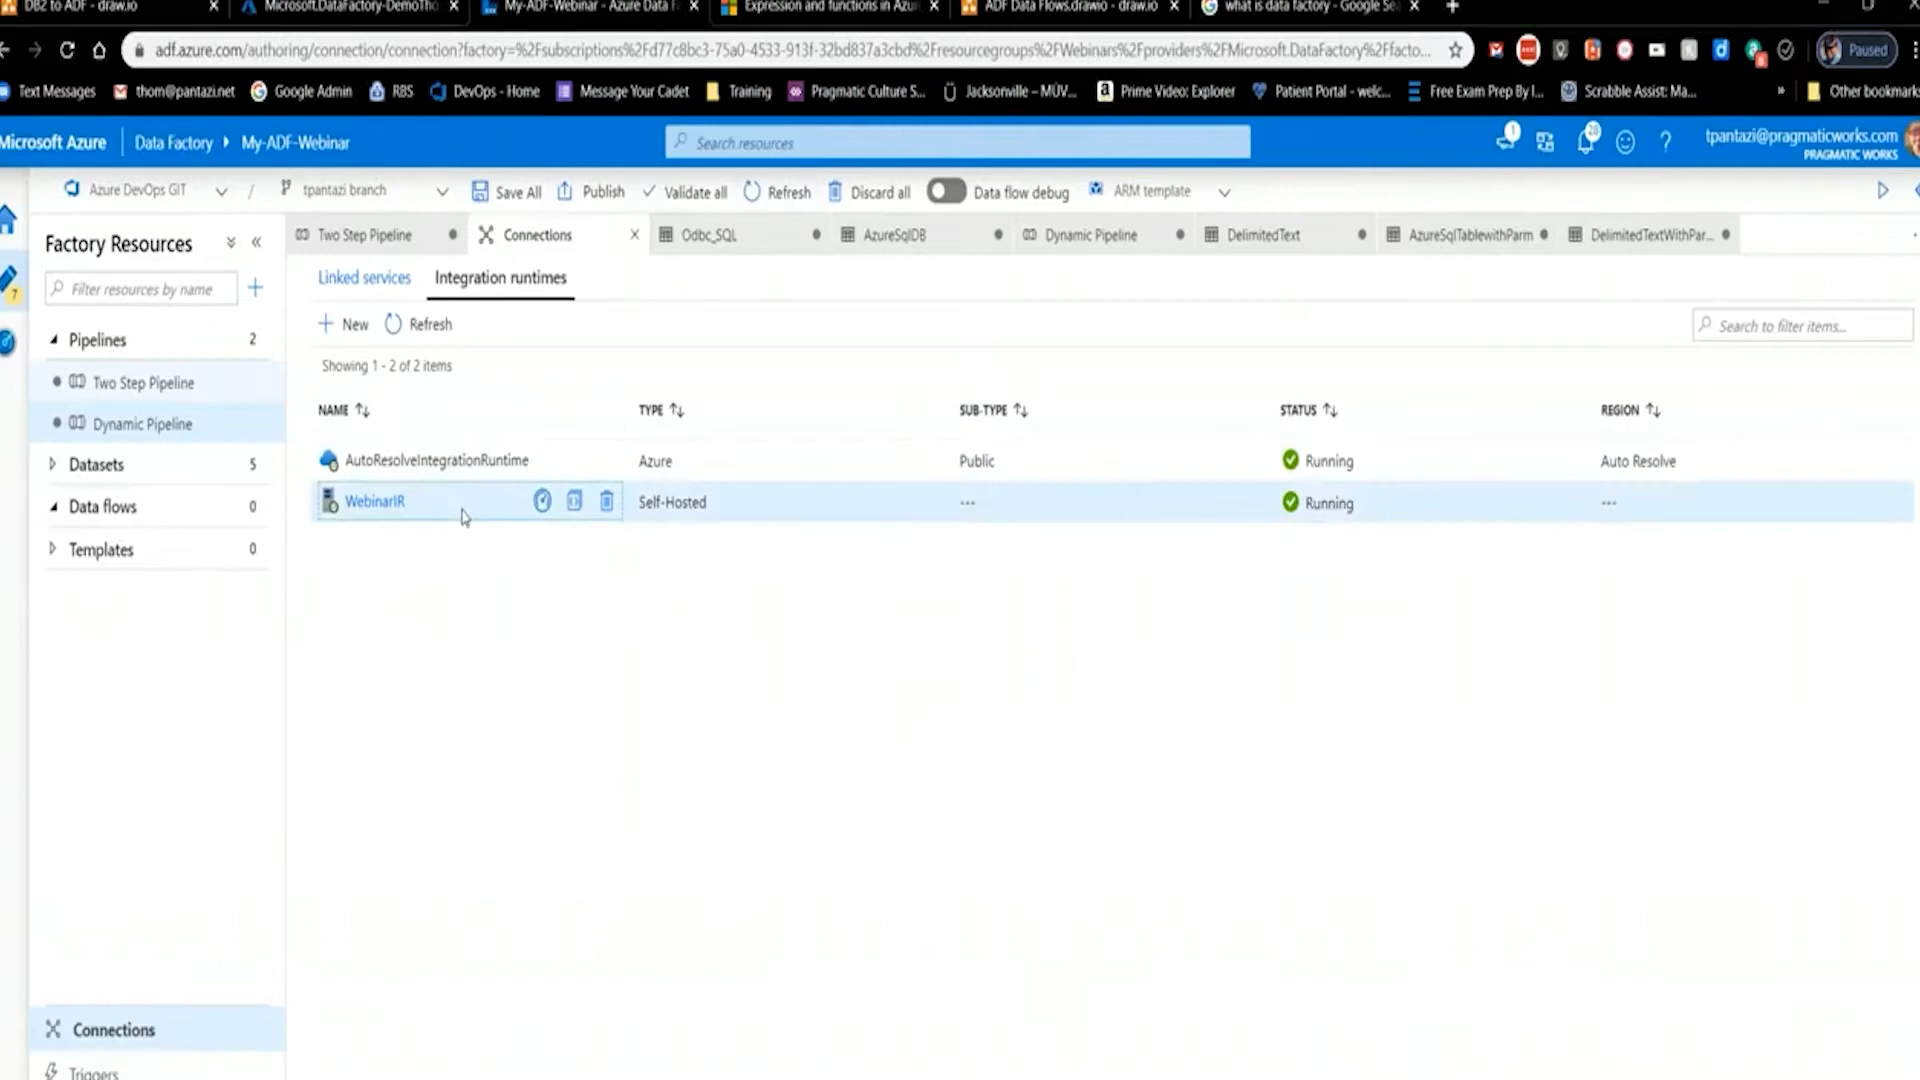 DB2 to ADF - draw.io
Microsoft.DataFactory-DemoTho
My-ADF-Webinar - Azure Data F
Expression and functions in Azur
ADF Data Flows.drawio - draw.io
what is data factory - Google Se
adf.azure.com/authoring/connection/connection?factory=%2Fsubscriptions%2Fd77c8bc3-75a0-4533-913f-32bd837a3cbd%2Fresourcegroups%2FWebinars%2Fproviders%2FMicrosoft.DataFactory%2Ffacto...
Paused
Text Messages
thom@pantazi.net
Google Admin
RBS
DevOps - Home
Message Your Cadet
Training
Pragmatic Culture S...
Jacksonville – MÜV...
Prime Video: Explorer
Patient Portal - welc...
Free Exam Prep By I...
Scrabble Assist: Ma...
»
Other bookmarks
Microsoft Azure
Data Factory
My-ADF-Webinar
Search resources
1
?
tpantazi@pragmaticworks.com
PRAGMATIC WORKS
Azure DevOps GIT
/
tpantazi branch
Save All
Publish
Validate all
Refresh
Discard all
Data flow debug
ARM template
7
Factory Resources
Filter resources by name
Pipelines 2
Two Step Pipeline
Dynamic Pipeline
Datasets 5
Data flows 0
Templates 0
Connections
Triggers
Two Step Pipeline
Connections
Odbc_SQL
AzureSqlDB
Dynamic Pipeline
DelimitedText
AzureSqlTablewithParm
DelimitedTextWithPar...
Linked services
Integration runtimes
New
Refresh
Search to filter items...
Showing 1 - 2 of 2 items
NAME TYPE SUB-TYPE STATUS REGION
AutoResolveIntegrationRuntime Azure Public Running Auto Resolve
WebinarIR Self-Hosted --- Running ---